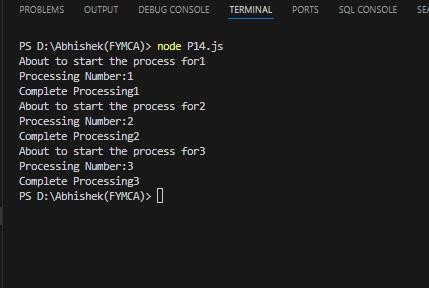 PROBLEMS OUTPUT DEBUG CONSOLE TERMINAL PORTS SQL CONSOLE SEA
PS D:\Abhishek(FYMCA)> node P14.js
About to start the process for1
Processing Number:1
Complete Processing1
About to start the process for2
Processing Number:2
Complete Processing2
About to start the process for3
Processing Number:3
Complete Processing3
PS D:\Abhishek(FYMCA)>